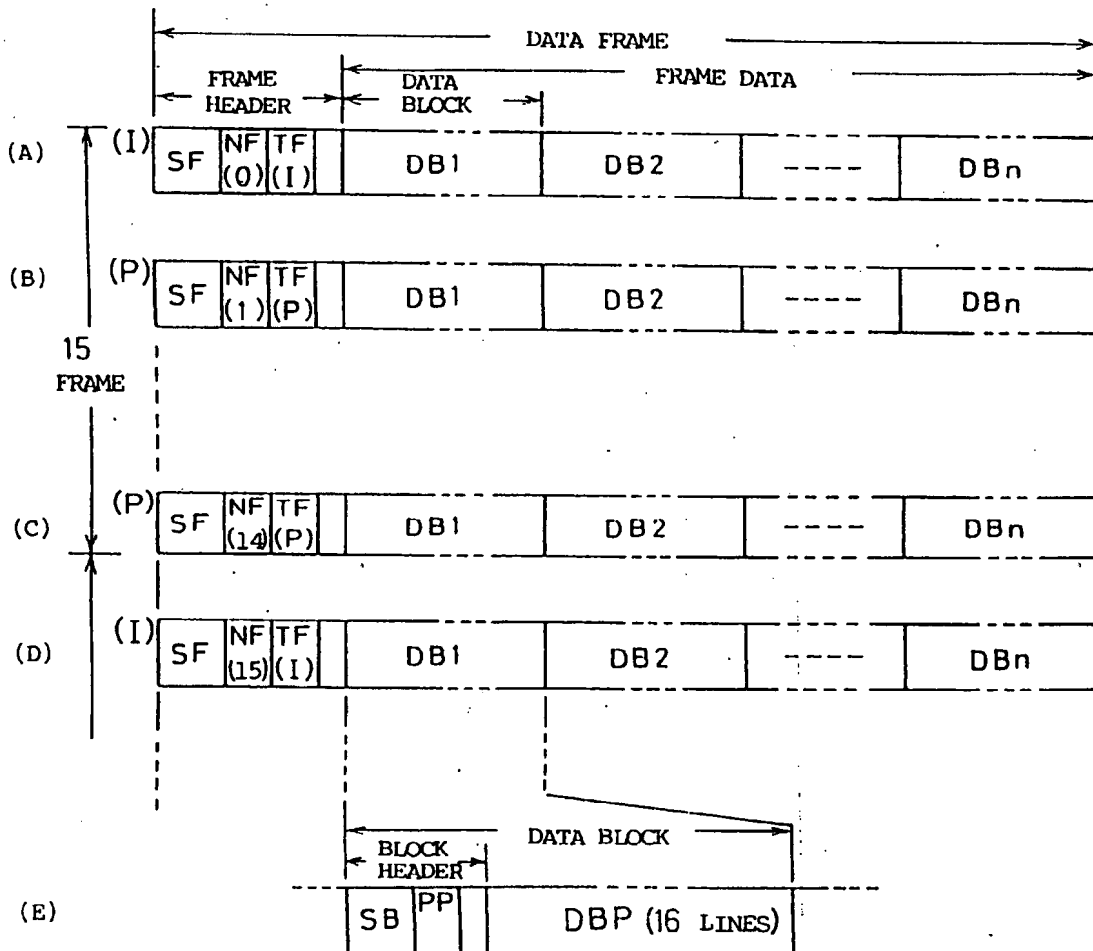 DATA FRAME
FRAME HEADER
DATA BLOCK
FRAME DATA
(A) (I) SF NF (0) TF (I) DB1 DB2 ---- DBn
(B) (P) SF NF (1) TF (P) DB1 DB2 ---- DBn
15 FRAME
(C) (P) SF NF (14) TF (P) DB1 DB2 ---- DBn
(D) (I) SF NF (15) TF (I) DB1 DB2 ---- DBn
DATA BLOCK
BLOCK HEADER
(E) SB PP DBP (16 LINES)